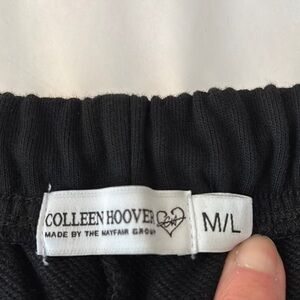 COLLEEN HOOVER
MADE BY THE MAYFAIR GROUP
M/L